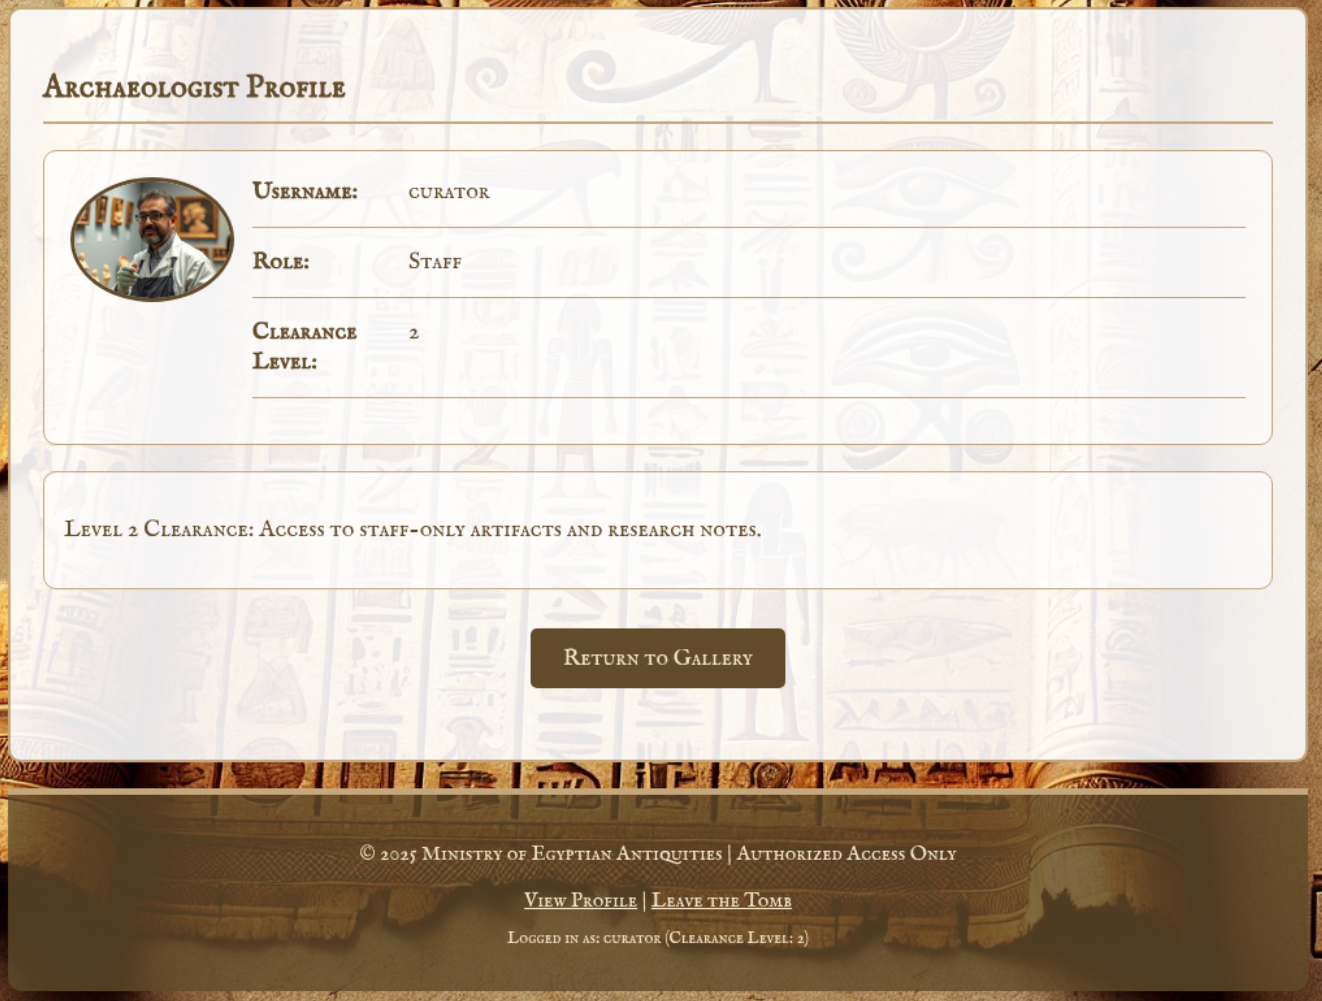 Archaeologist Profile
Username: curator
Role: Staff
Clearance Level: 2
Level 2 Clearance: Access to staff-only artifacts and research notes.
Return to Gallery
© 2025 Ministry of Egyptian Antiquities | Authorized Access Only
View Profile | Leave the Tomb
Logged in as: curator (Clearance Level: 2)